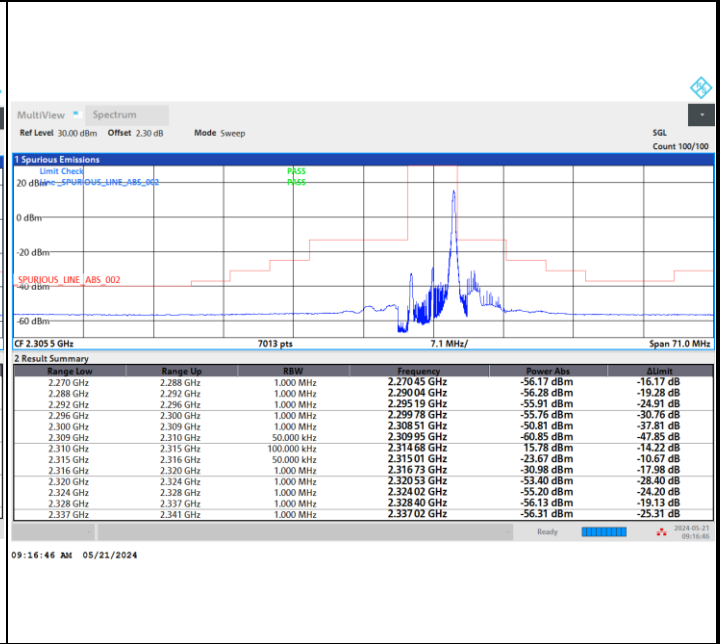 MultiView Spectrum
Ref Level 30.00 dBm Offset 2.30 dB Mode Sweep SGL
Count 100/100
1 Spurious Emissions
Limit Check PASS
20 dBm Line _SPURIOUS_LINE_ABS_002 PASS
0 dBm
-20 dBm
SPURIOUS_LINE_ABS_002
-40 dBm
-60 dBm
CF 2.305 5 GHz 7013 pts 7.1 MHz/ Span 71.0 MHz
2 Result Summary
Range Low Range Up RBW Frequency Power Abs ΔLimit
2.270 GHz 2.288 GHz 1.000 MHz 2.270 45 GHz -56.17 dBm -16.17 dB
2.288 GHz 2.292 GHz 1.000 MHz 2.290 04 GHz -56.28 dBm -19.28 dB
2.292 GHz 2.296 GHz 1.000 MHz 2.295 19 GHz -55.91 dBm -24.91 dB
2.296 GHz 2.300 GHz 1.000 MHz 2.299 78 GHz -55.76 dBm -30.76 dB
2.300 GHz 2.309 GHz 1.000 MHz 2.308 51 GHz -50.81 dBm -37.81 dB
2.309 GHz 2.310 GHz 50.000 kHz 2.309 95 GHz -60.85 dBm -47.85 dB
2.310 GHz 2.315 GHz 100.000 kHz 2.314 68 GHz 15.78 dBm -14.22 dB
2.315 GHz 2.316 GHz 50.000 kHz 2.315 01 GHz -23.67 dBm -10.67 dB
2.316 GHz 2.320 GHz 1.000 MHz 2.316 73 GHz -30.98 dBm -17.98 dB
2.320 GHz 2.324 GHz 1.000 MHz 2.320 53 GHz -53.40 dBm -28.40 dB
2.324 GHz 2.328 GHz 1.000 MHz 2.324 02 GHz -55.20 dBm -24.20 dB
2.328 GHz 2.337 GHz 1.000 MHz 2.328 40 GHz -56.13 dBm -19.13 dB
2.337 GHz 2.341 GHz 1.000 MHz 2.337 02 GHz -56.31 dBm -25.31 dB
Ready 2024-05-21
09:16:46
09:16:46 AM 05/21/2024